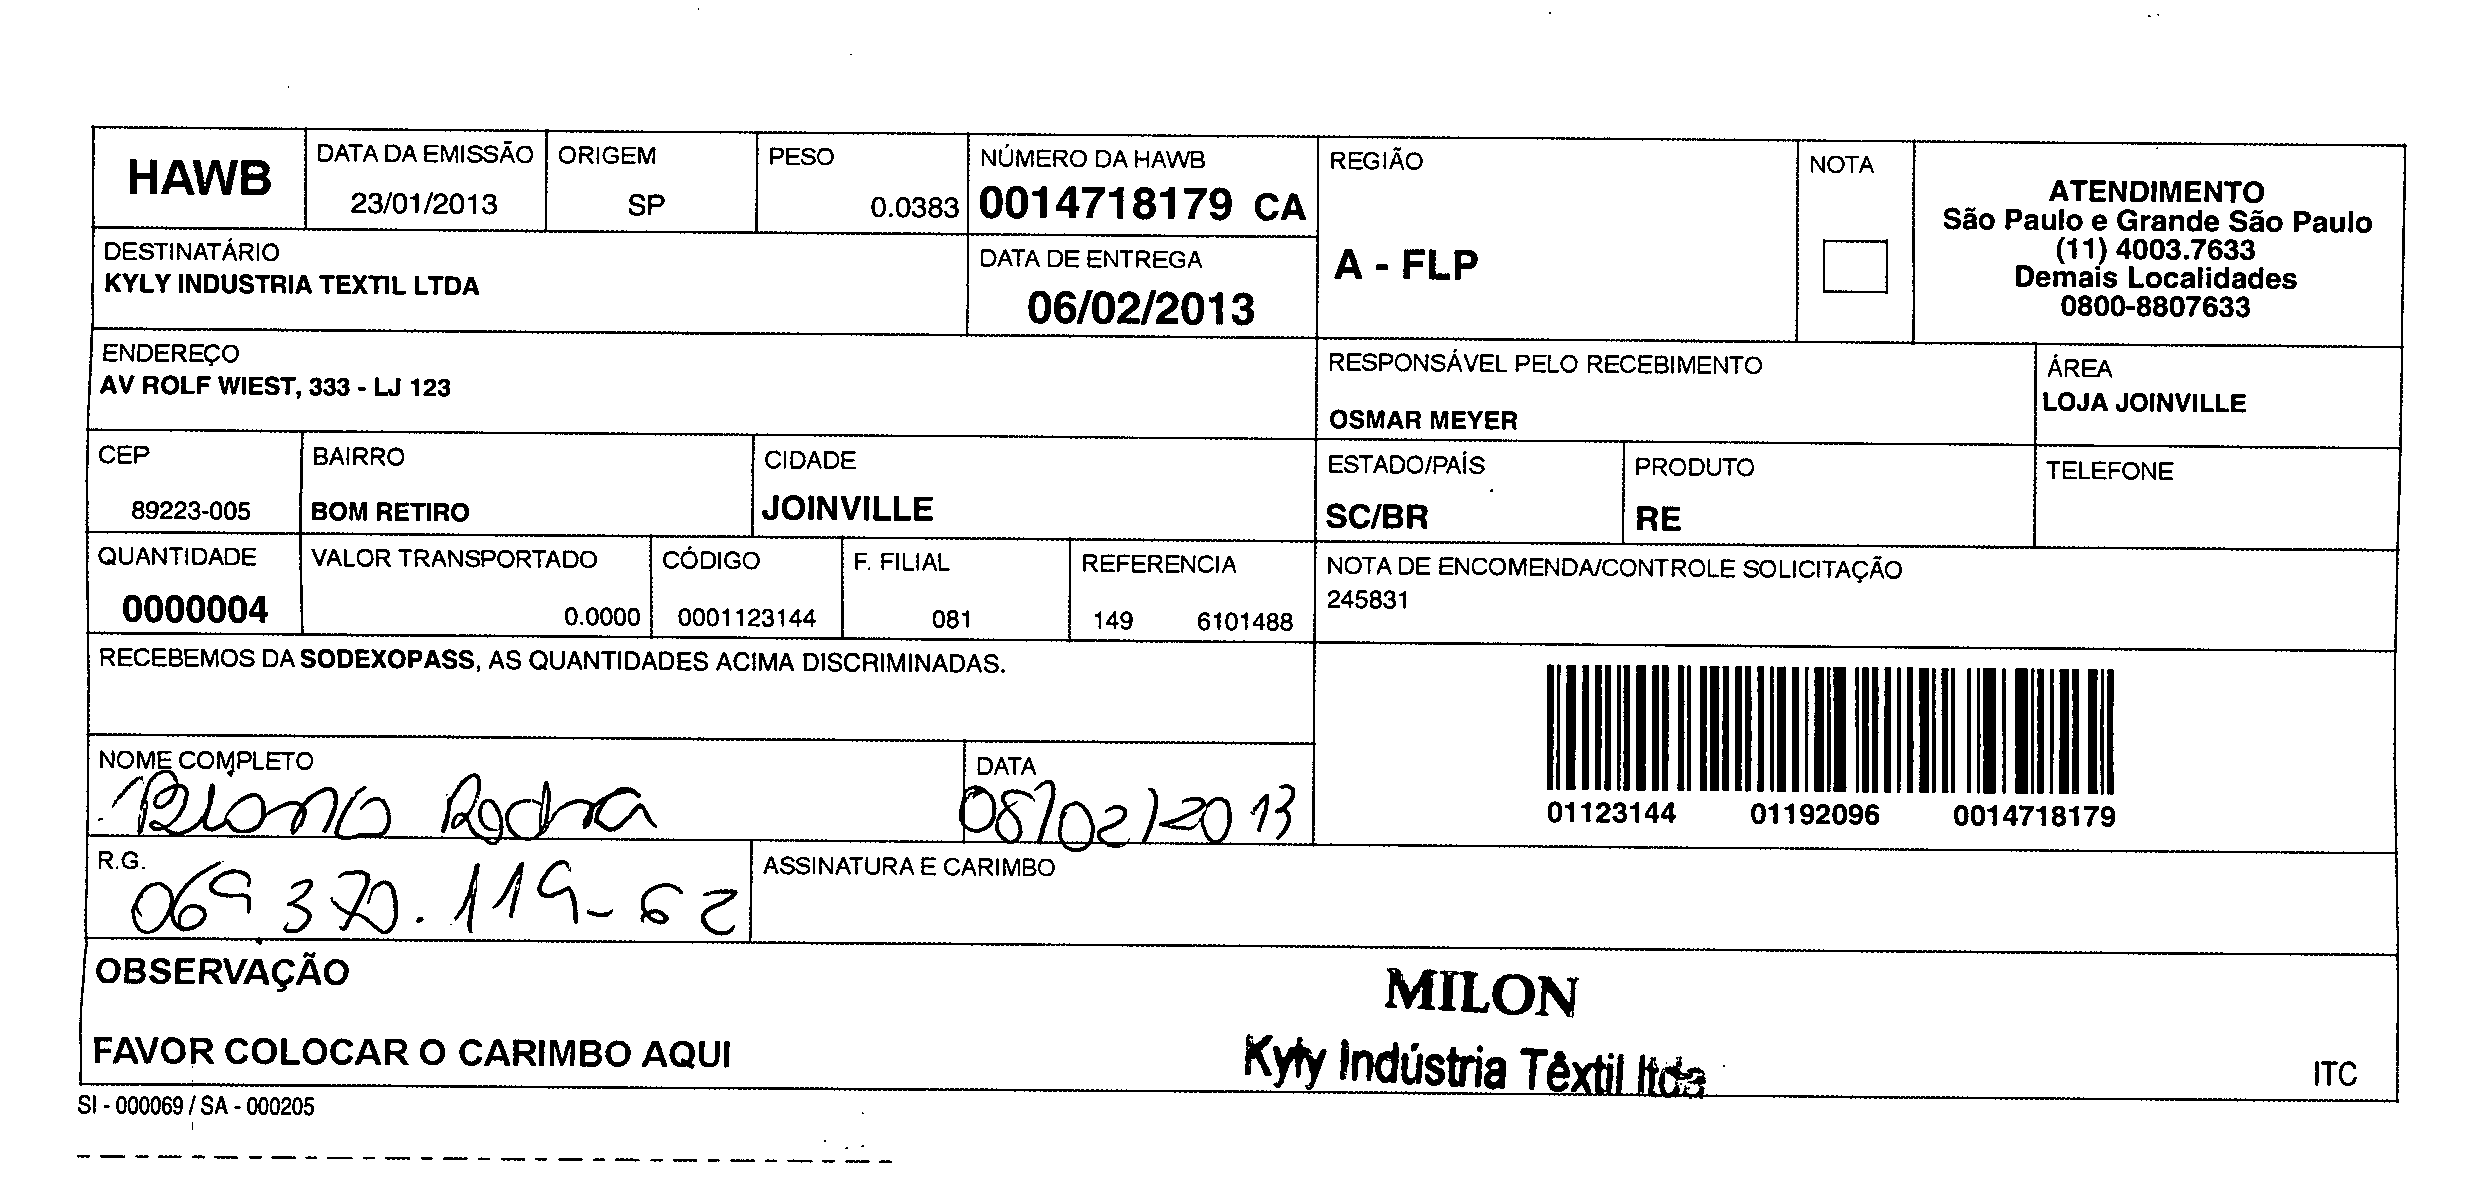 HAWB
DATA DA EMISSÃO
23/01/2013
ORIGEM
SP
PESO
0.0383
NÚMERO DA HAWB
0014718179 CA
REGIÃO
A - FLP
NOTA
ATENDIMENTO
São Paulo e Grande São Paulo
(11) 4003.7633
Demais Localidades
0800-8807633
DESTINATÁRIO
KYLY INDUSTRIA TEXTIL LTDA
DATA DE ENTREGA
06/02/2013
ENDEREÇO
AV ROLF WIEST, 333 - LJ 123
RESPONSÁVEL PELO RECEBIMENTO
OSMAR MEYER
ÁREA
LOJA JOINVILLE
CEP
89223-005
BAIRRO
BOM RETIRO
CIDADE
JOINVILLE
ESTADO/PAÍS
SC/BR
PRODUTO
RE
TELEFONE
QUANTIDADE
0000004
VALOR TRANSPORTADO
0.0000
CÓDIGO
0001123144
F. FILIAL
081
REFERENCIA
149 6101488
NOTA DE ENCOMENDA/CONTROLE SOLICITAÇÃO
245831
RECEBEMOS DA SODEXOPASS, AS QUANTIDADES ACIMA DISCRIMINADAS.
01123144 01192096 0014718179
NOME COMPLETO
Rocha
DATA
08/02/2013
R.G.
069 370.119-62
ASSINATURA E CARIMBO
OBSERVAÇÃO
FAVOR COLOCAR O CARIMBO AQUI
MILON
Kyly Indústria Têxtil ltda
ITC
SI - 000069 / SA - 000205